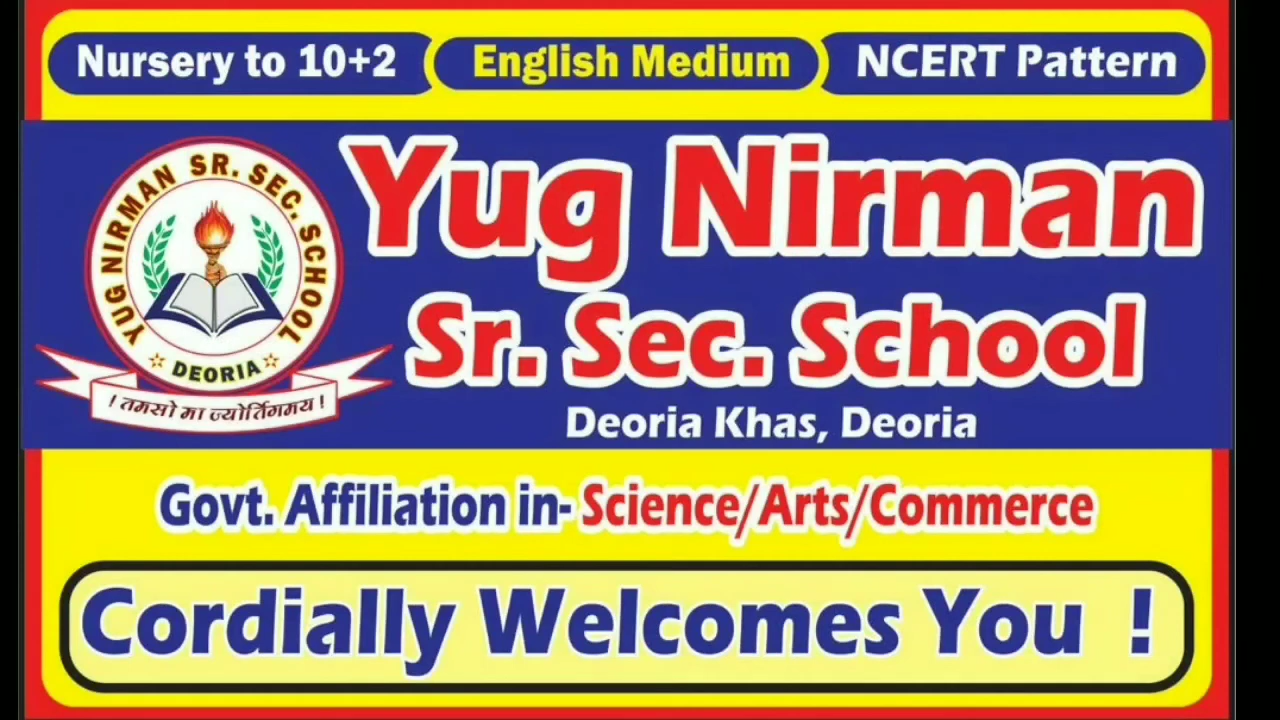 Nursery to 10+2 English Medium NCERT Pattern
YUG NIRMAN SR. SEC. SCHOOL
DEORIA
! तमसो मा ज्योर्तिगमय !
Yug Nirman
Sr. Sec. School
Deoria Khas, Deoria
Govt. Affiliation in- Science/Arts/Commerce
Cordially Welcomes You !